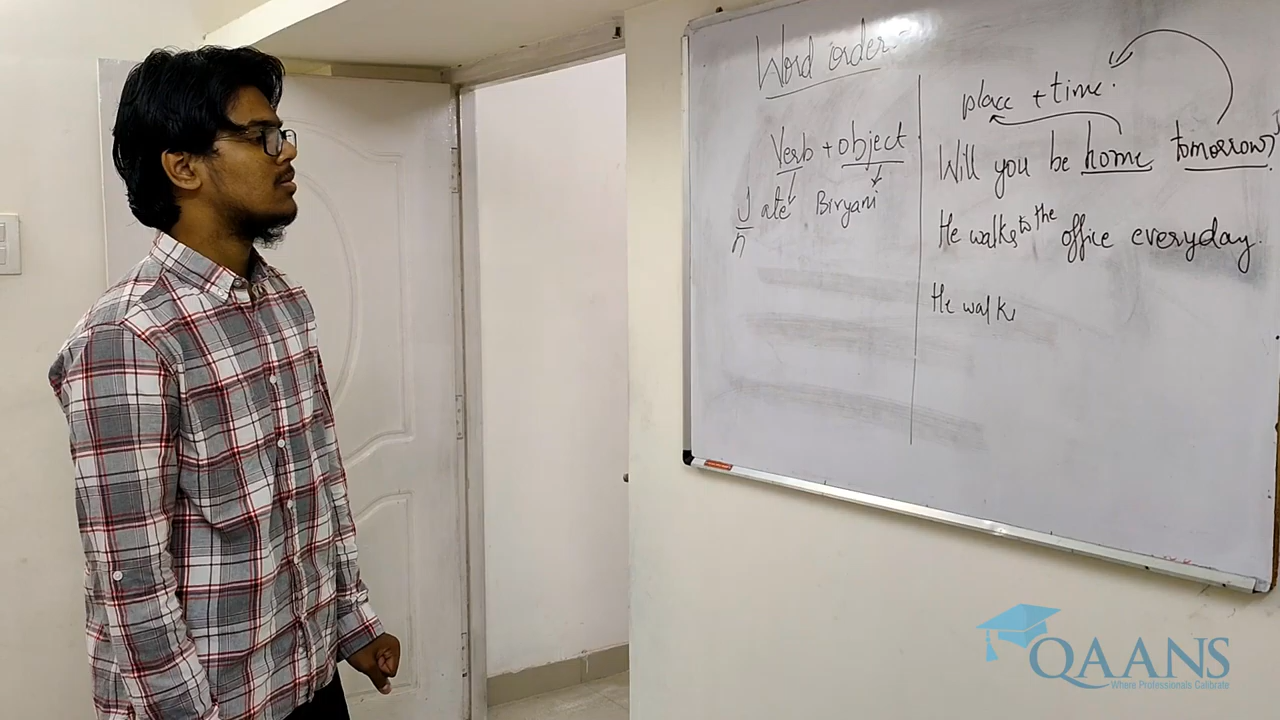 Word order
Verb + object
I ate Biryani
n
place + time.
Will you be home tomorrow?
He walks to the office everyday.
He walks
QAANS
Where Professionals Calibrate